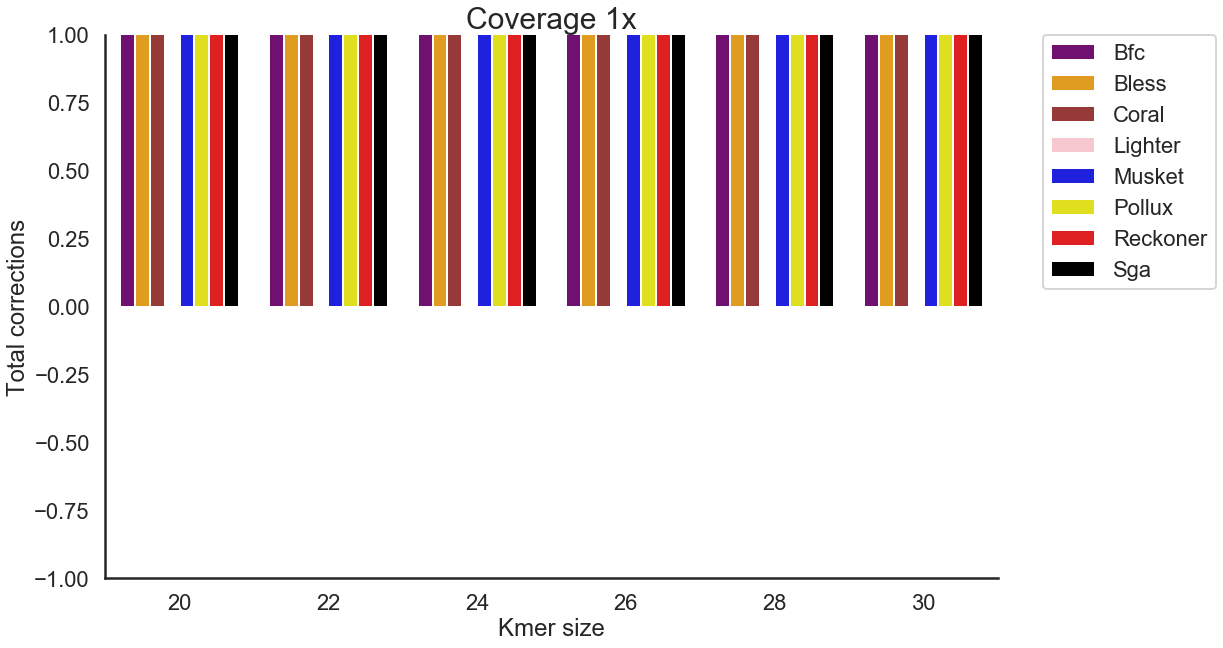 Coverage 1x
1.00
0.75
0.50
0.25
0.00
−0.25
−0.50
−0.75
−1.00
Total corrections
20 22 24 26 28 30
Kmer size
Bfc
Bless
Coral
Lighter
Musket
Pollux
Reckoner
Sga